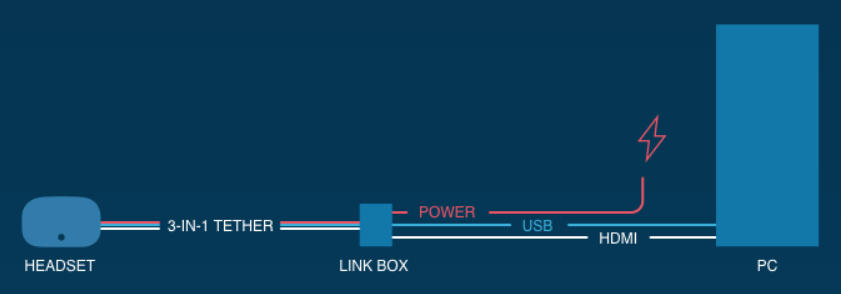 POWER
3-IN-1 TETHER
USB
HDMI
HEADSET
LINK BOX
PC